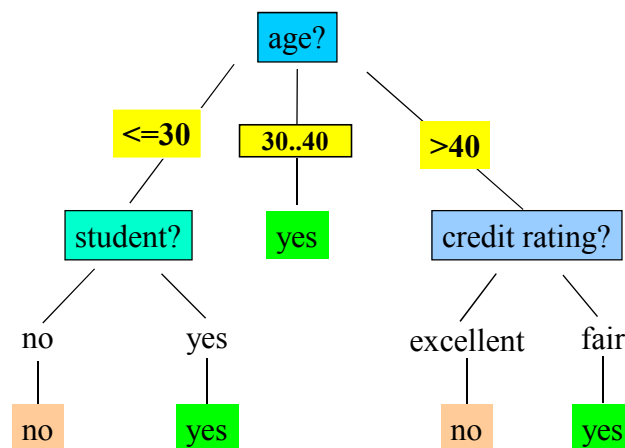 age?
<=30
30..40
>40
student?
yes
credit rating?
no
yes
excellent
fair
no
yes
no
yes